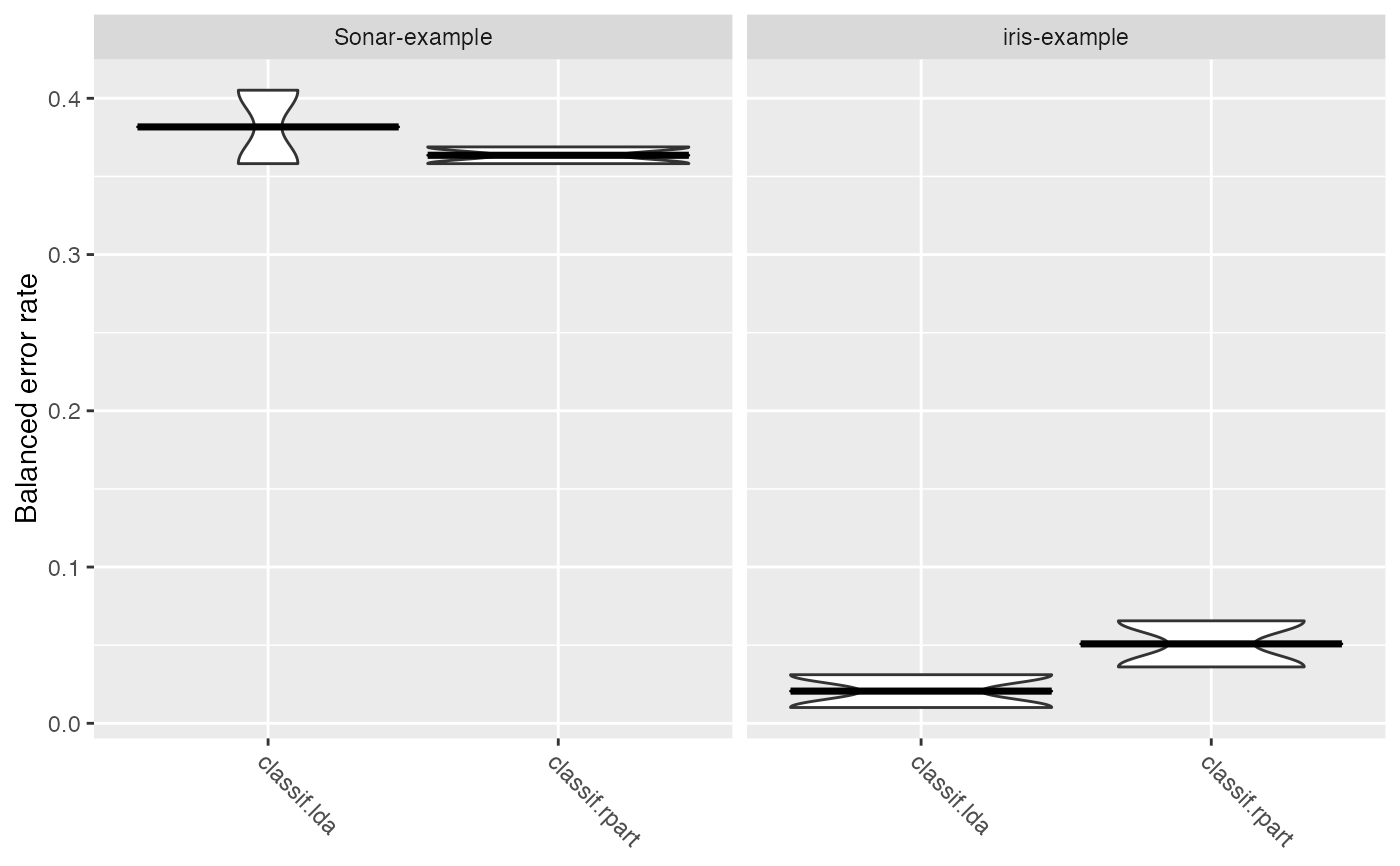 Sonar-example
iris-example
Balanced error rate
0.4
0.3
0.2
0.1
0.0
classif.lda
classif.rpart
classif.lda
classif.rpart